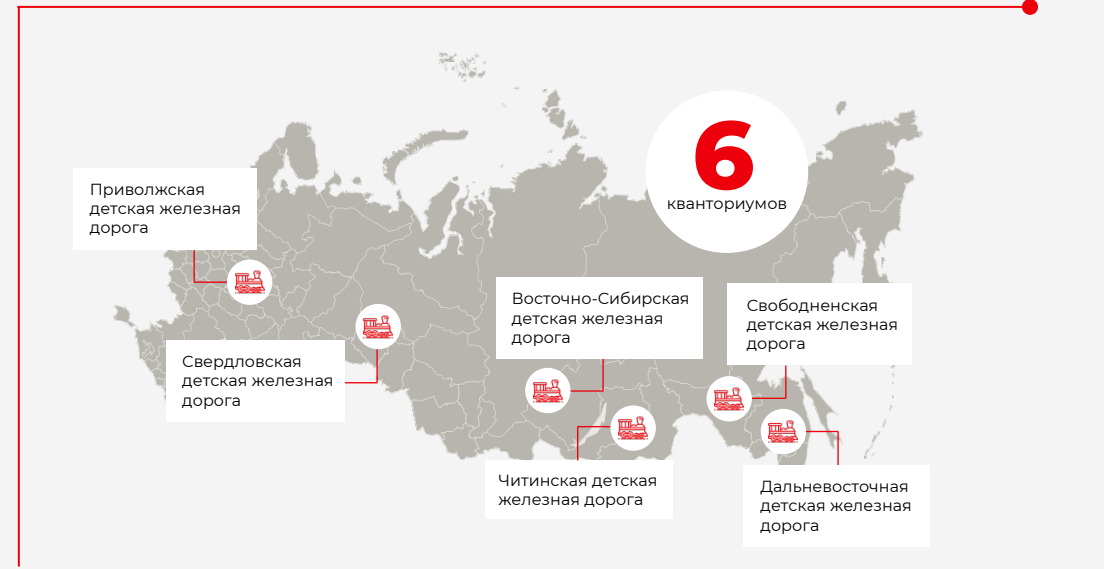 6
кванториумов
Приволжская
детская железная
дорога
Восточно-Сибирская
детская железная
дорога
Свободненская
детская железная
дорога
Свердловская
детская железная
дорога
Читинская детская
железная дорога
Дальневосточная
детская железная
дорога